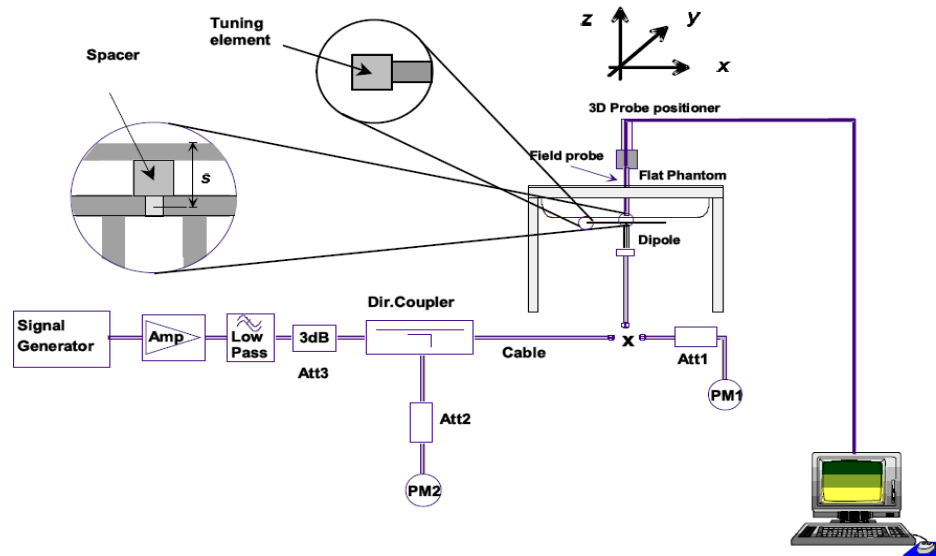 Tuning
element
Spacer
z
y
x
3D Probe positioner
Field probe
Flat Phantom
s
Dipole
Dir.Coupler
Signal
Generator
Amp
Low
Pass
3dB
Att3
Cable
x
Att1
PM1
Att2
PM2